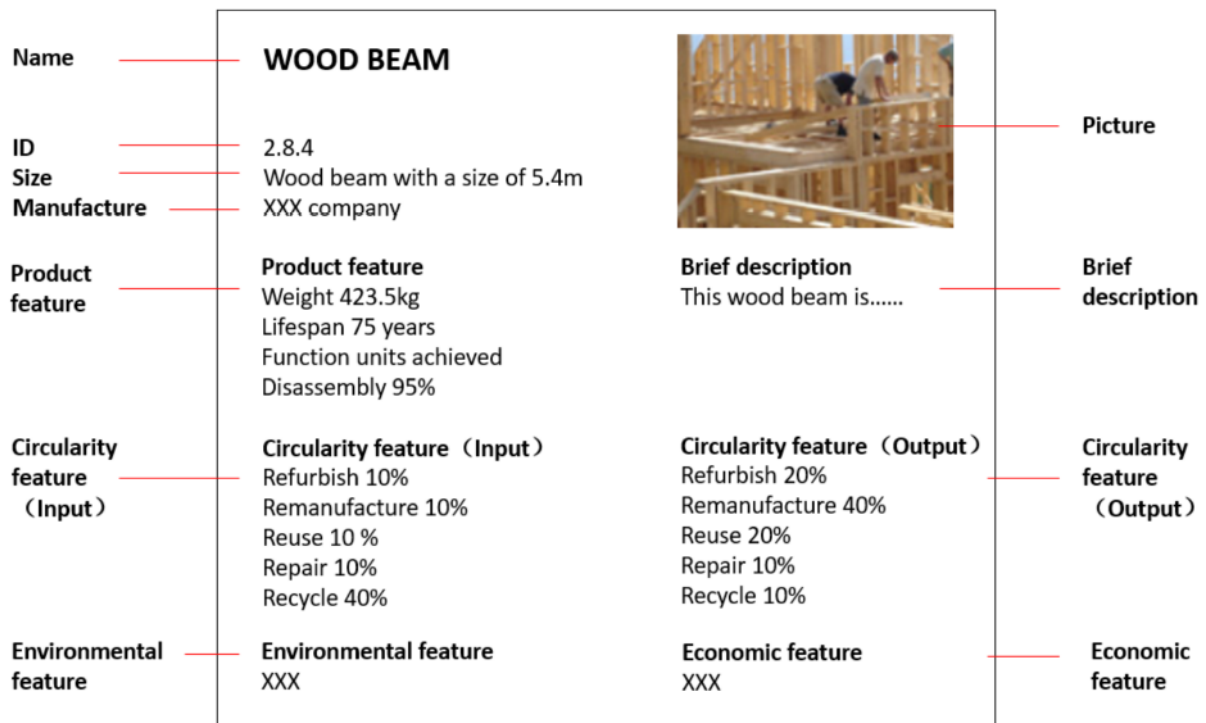 Name
WOOD BEAM
Picture
ID
2.8.4
Size
Wood beam with a size of 5.4m
Manufacture
XXX company
Product
feature
Product feature
Weight 423.5kg
Lifespan 75 years
Function units achieved
Disassembly 95%
Brief description
This wood beam is......
Brief
description
Circularity
feature
（Input）
Circularity feature（Input）
Refurbish 10%
Remanufacture 10%
Reuse 10 %
Repair 10%
Recycle 40%
Circularity feature（Output）
Refurbish 20%
Remanufacture 40%
Reuse 20%
Repair 10%
Recycle 10%
Circularity
feature
（Output）
Environmental
feature
Environmental feature
XXX
Economic feature
XXX
Economic
feature